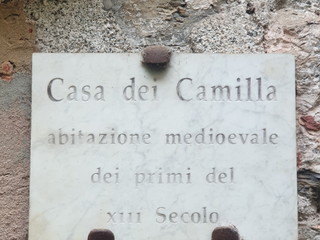 Casa dei Camilla
abitazione medioevale
dei primi del
XIII Secolo